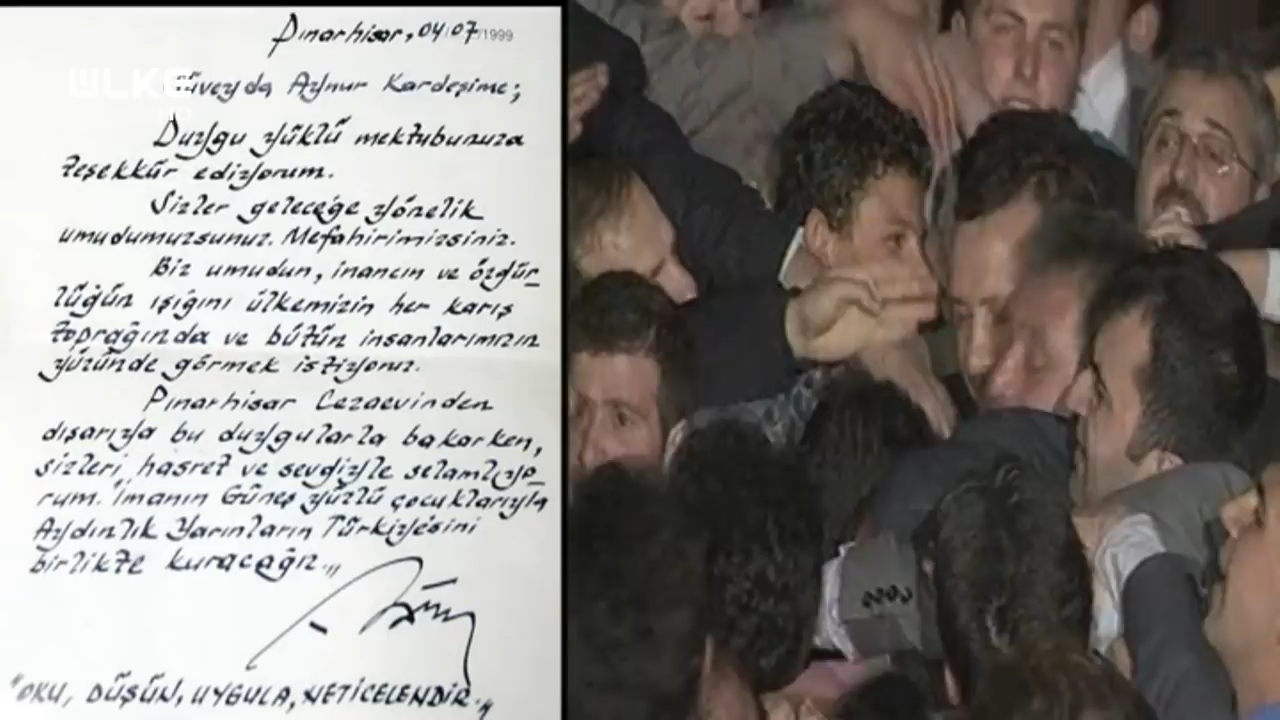 Pınarhisar, 04/07/1999
ÜLKE
HD
Süveyda Aynur Kardeşime;
Duygu yüklü mektubunuza
teşekkür ediyorum.
Sizler geleceğe yönelik
umudumuzsunuz. Mefahirimizsiniz.
Biz umudun, inancın ve özgür-
lüğün ışığını ülkemizin her karış
toprağında ve bütün insanlarımızın
yüzünde görmek istiyoruz.
Pınarhisar Cezaevinden
dışarıya bu duygularla bakarken,
sizleri, hasret ve sevgiyle selamlıyo-
rum. "İmanın Güneş yüzlü çocuklarıyla
Aydınlık Yarınların Türkiyesini
birlikte kuracağız."
"OKU, DÜŞÜN, UYGULA, NETİCELENDİR."